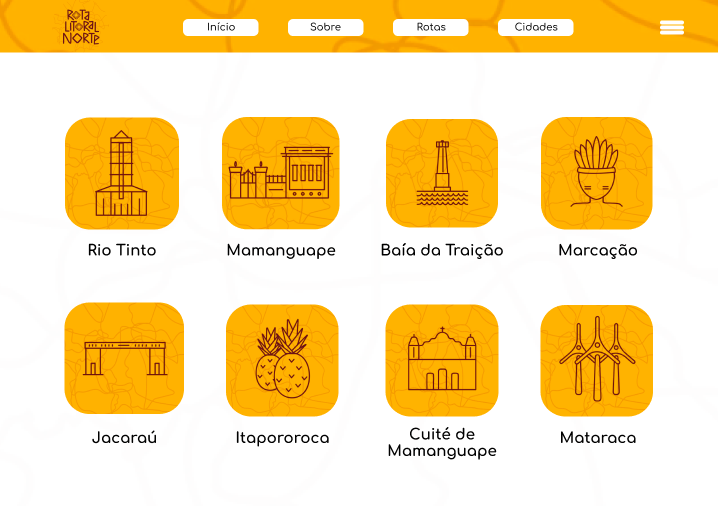 ROTA
LITORAL
NORTE
Início
Sobre
Rotas
Cidades
Rio Tinto
Mamanguape
Baía da Traição
Marcação
Jacaraú
Itapororoca
Cuité de
Mamanguape
Mataraca